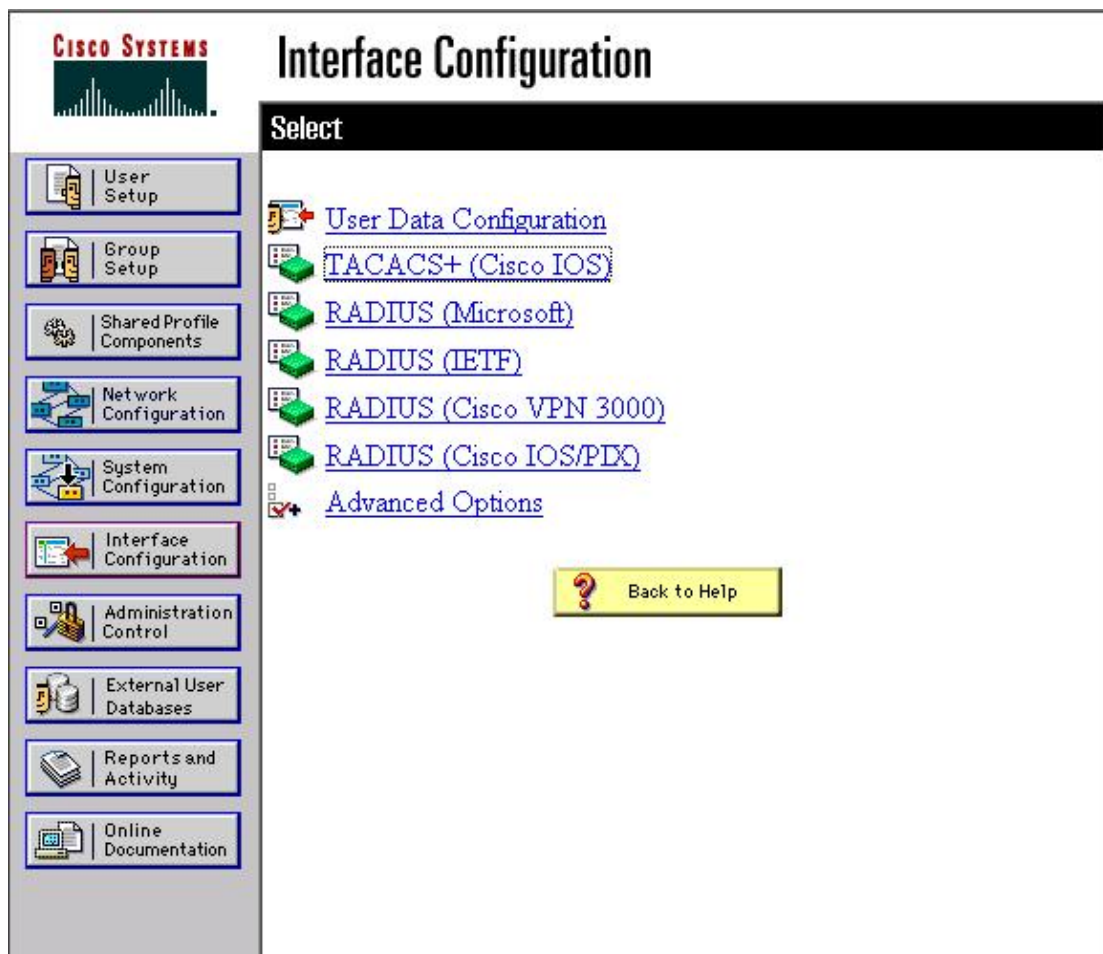 CISCO SYSTEMS
Interface Configuration
Select
User
Setup
Group
Setup
Shared Profile
Components
Network
Configuration
System
Configuration
Interface
Configuration
Administration
Control
External User
Databases
Reports and
Activity
Online
Documentation
User Data Configuration
TACACS+ (Cisco IOS)
RADIUS (Microsoft)
RADIUS (IETF)
RADIUS (Cisco VPN 3000)
RADIUS (Cisco IOS/PIX)
Advanced Options
? Back to Help